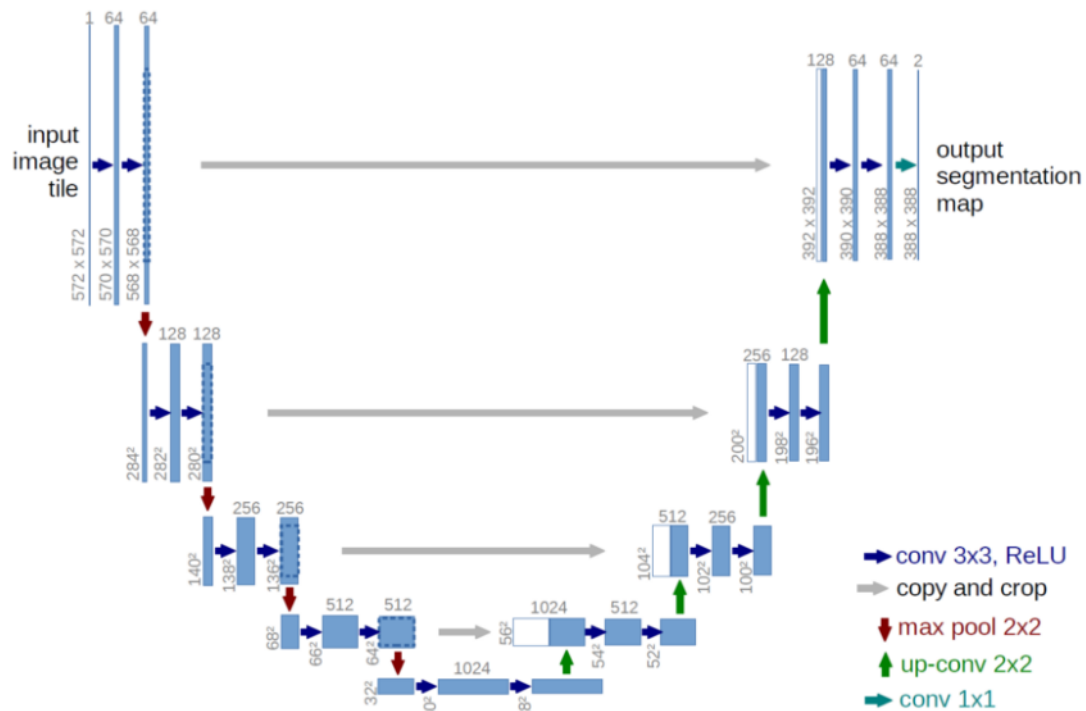 1 64 64
128 64 64 2
input
image
tile
output
segmentation
map
572 x 572
570 x 570
568 x 568
392 x 392
390 x 390
388 x 388
388 x 388
128 128
256 128
284²
282²
280²
200²
198²
196²
256 256
512 256
140²
138²
136²
104²
102²
100²
conv 3x3, ReLU
copy and crop
max pool 2x2
up-conv 2x2
conv 1x1
512 512
1024 512
68²
66²
64²
56²
54²
52²
1024
32²
0²
8²